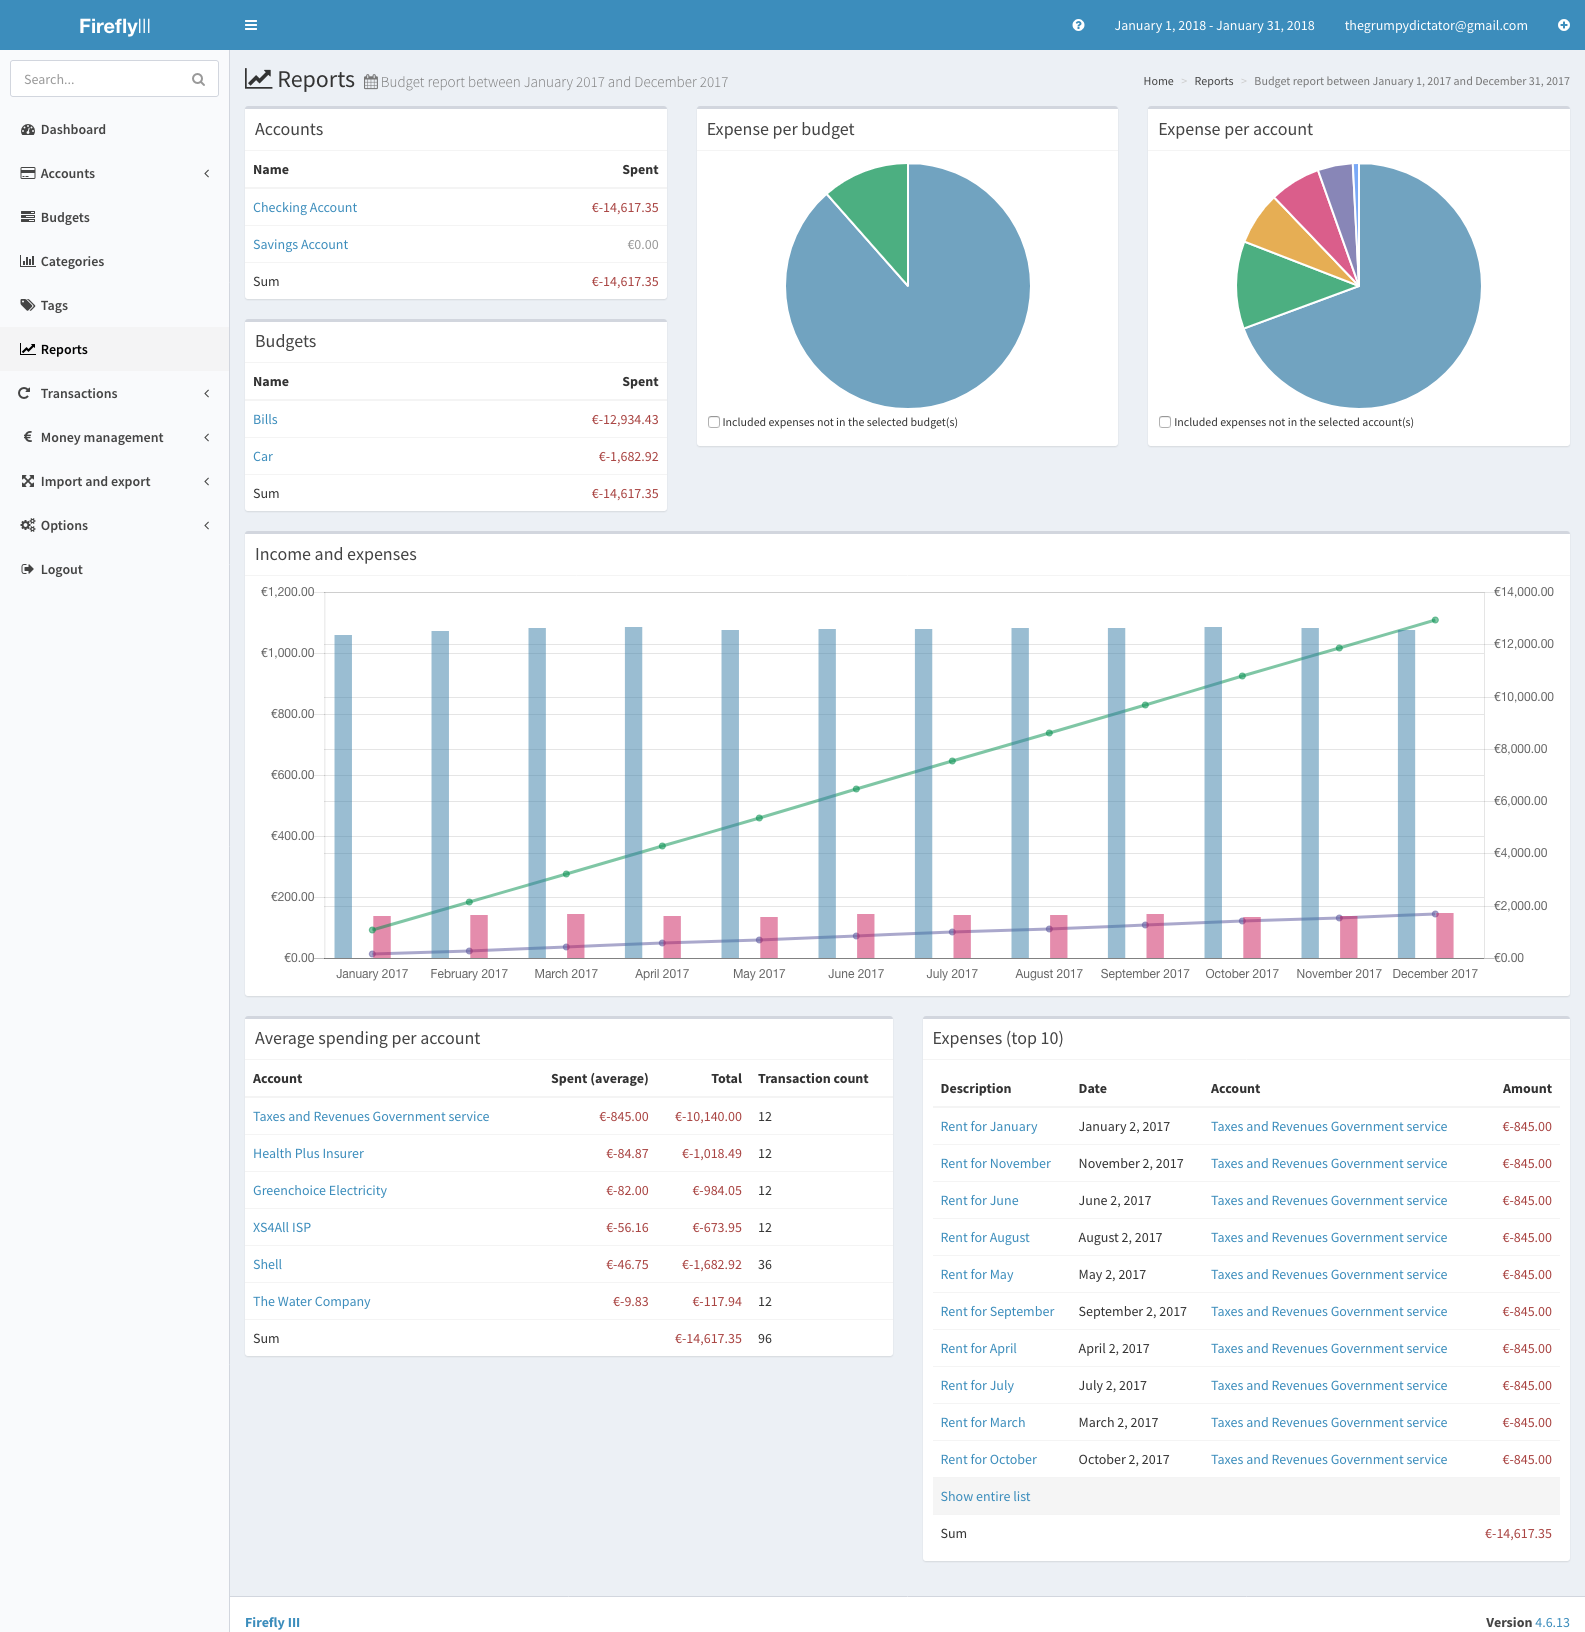 FireflyIII
January 1, 2018 - January 31, 2018 thegrumpydictator@gmail.com
Search...
Dashboard
Accounts
Budgets
Categories
Tags
Reports
Transactions
Money management
Import and export
Options
Logout
Reports Budget report between January 2017 and December 2017
Home > Reports > Budget report between January 1, 2017 and December 31, 2017
Accounts
Name Spent
Checking Account €-14,617.35
Savings Account €0.00
Sum €-14,617.35
Budgets
Name Spent
Bills €-12,934.43
Car €-1,682.92
Sum €-14,617.35
Expense per budget
Included expenses not in the selected budget(s)
Expense per account
Included expenses not in the selected account(s)
Income and expenses
€1,200.00
€1,000.00
€800.00
€600.00
€400.00
€200.00
€0.00
€14,000.00
€12,000.00
€10,000.00
€8,000.00
€6,000.00
€4,000.00
€2,000.00
€0.00
January 2017 February 2017 March 2017 April 2017 May 2017 June 2017 July 2017 August 2017 September 2017 October 2017 November 2017 December 2017
Average spending per account
Account Spent (average) Total Transaction count
Taxes and Revenues Government service €-845.00 €-10,140.00 12
Health Plus Insurer €-84.87 €-1,018.49 12
Greenchoice Electricity €-82.00 €-984.05 12
XS4All ISP €-56.16 €-673.95 12
Shell €-46.75 €-1,682.92 36
The Water Company €-9.83 €-117.94 12
Sum €-14,617.35 96
Expenses (top 10)
Description Date Account Amount
Rent for January January 2, 2017 Taxes and Revenues Government service €-845.00
Rent for November November 2, 2017 Taxes and Revenues Government service €-845.00
Rent for June June 2, 2017 Taxes and Revenues Government service €-845.00
Rent for August August 2, 2017 Taxes and Revenues Government service €-845.00
Rent for May May 2, 2017 Taxes and Revenues Government service €-845.00
Rent for September September 2, 2017 Taxes and Revenues Government service €-845.00
Rent for April April 2, 2017 Taxes and Revenues Government service €-845.00
Rent for July July 2, 2017 Taxes and Revenues Government service €-845.00
Rent for March March 2, 2017 Taxes and Revenues Government service €-845.00
Rent for October October 2, 2017 Taxes and Revenues Government service €-845.00
Show entire list
Sum €-14,617.35
Firefly III
Version 4.6.13